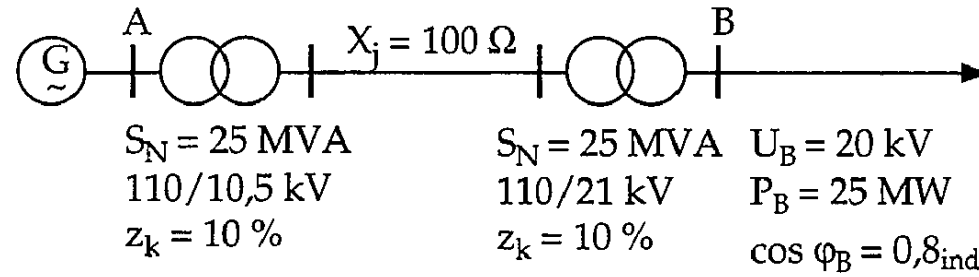 A
B
G
~
X_j = 100 Ω
S_N = 25 MVA
110/10,5 kV
z_k = 10 %
S_N = 25 MVA
110/21 kV
z_k = 10 %
U_B = 20 kV
P_B = 25 MW
cos φ_B = 0,8_ind